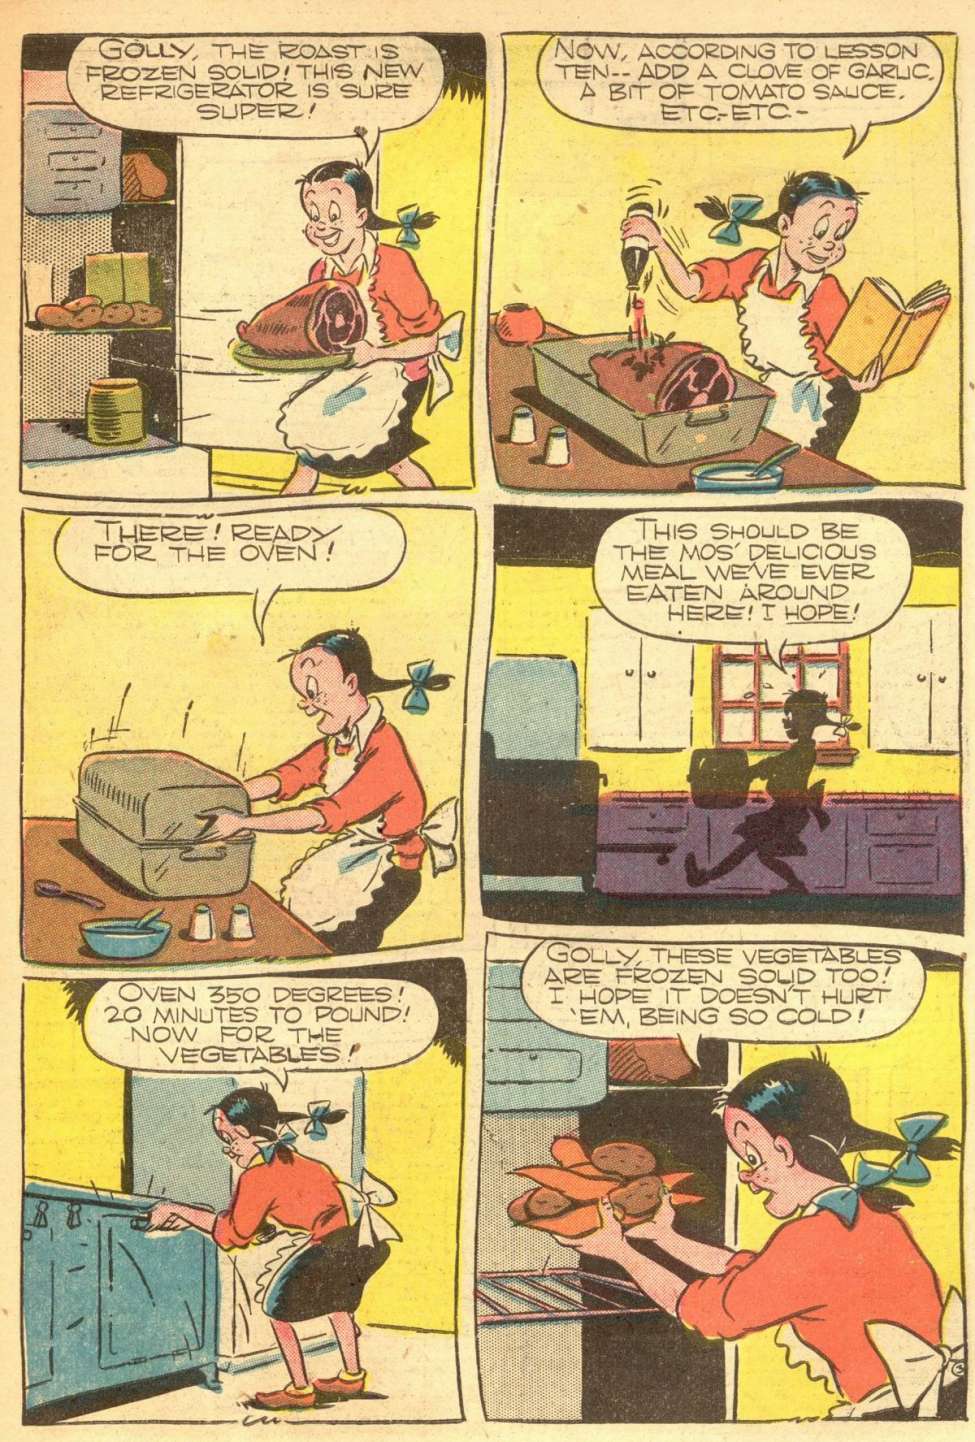 GOLLY, THE ROAST IS
FROZEN SOLID! THIS NEW
REFRIGERATOR IS SURE
SUPER!
NOW, ACCORDING TO LESSON
TEN-- ADD A CLOVE OF GARLIC,
A BIT OF TOMATO SAUCE,
ETC.-ETC.-
THERE! READY
FOR THE OVEN!
THIS SHOULD BE
THE MOS' DELICIOUS
MEAL WE'VE EVER
EATEN AROUND
HERE! I HOPE!
OVEN 350 DEGREES!
20 MINUTES TO POUND!
NOW FOR THE
VEGETABLES!
GOLLY, THESE VEGETABLES
ARE FROZEN SOLID TOO!
I HOPE IT DOESN'T HURT
'EM, BEING SO COLD!